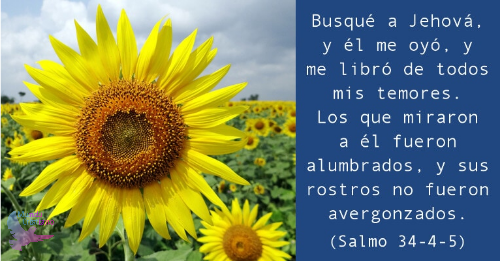 Busqué a Jehová,
y él me oyó, y
me libró de todos
mis temores.
Los que miraron
a él fueron
alumbrados, y sus
rostros no fueron
avergonzados.
(Salmo 34-4-5)